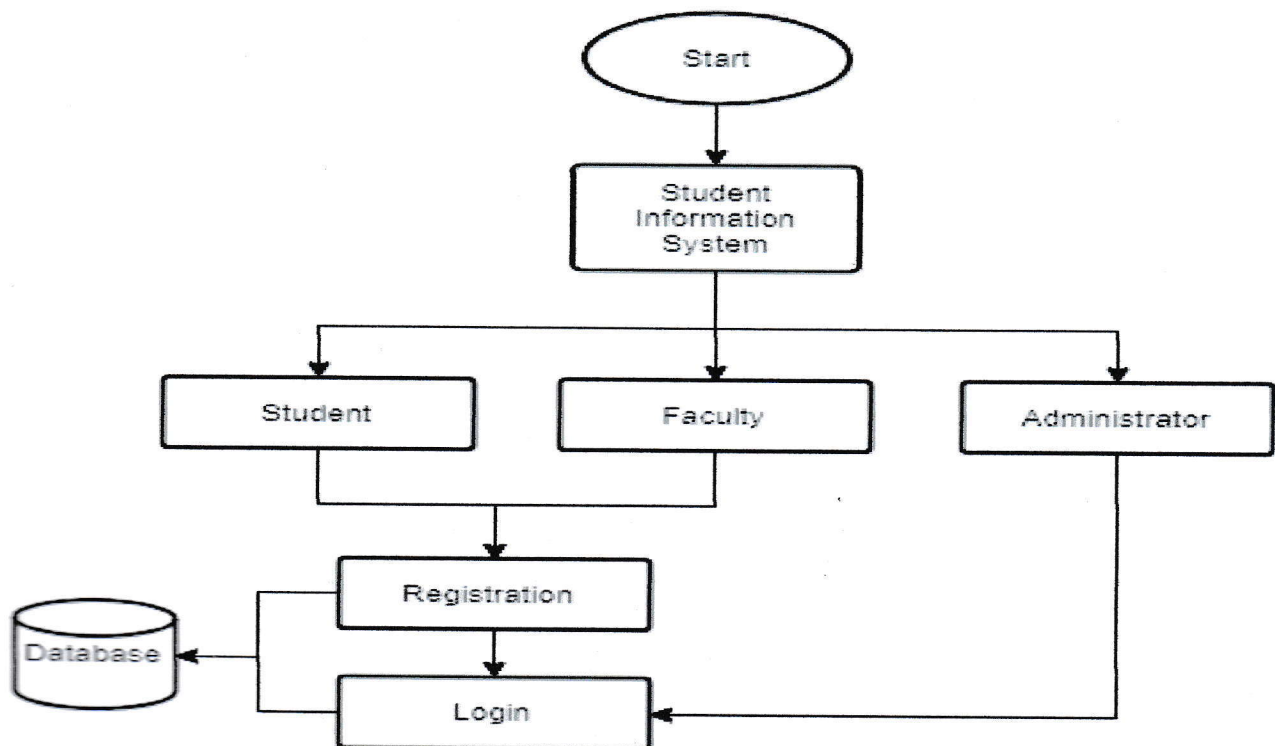 Start
Student
Information
System
Student
Faculty
Administrator
Registration
Database
Login